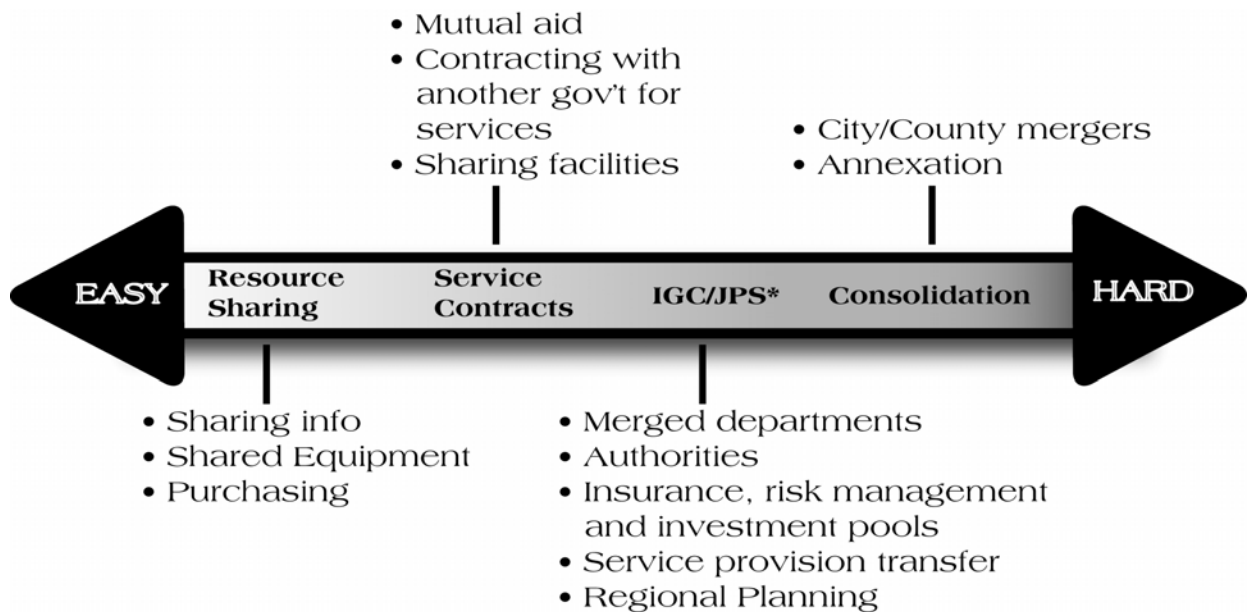 • Mutual aid
• Contracting with
another gov't for
services
• Sharing facilities
• City/County mergers
• Annexation
EASY
Resource
Sharing
Service
Contracts
IGC/JPS*
Consolidation
HARD
• Sharing info
• Shared Equipment
• Purchasing
• Merged departments
• Authorities
• Insurance, risk management
and investment pools
• Service provision transfer
• Regional Planning